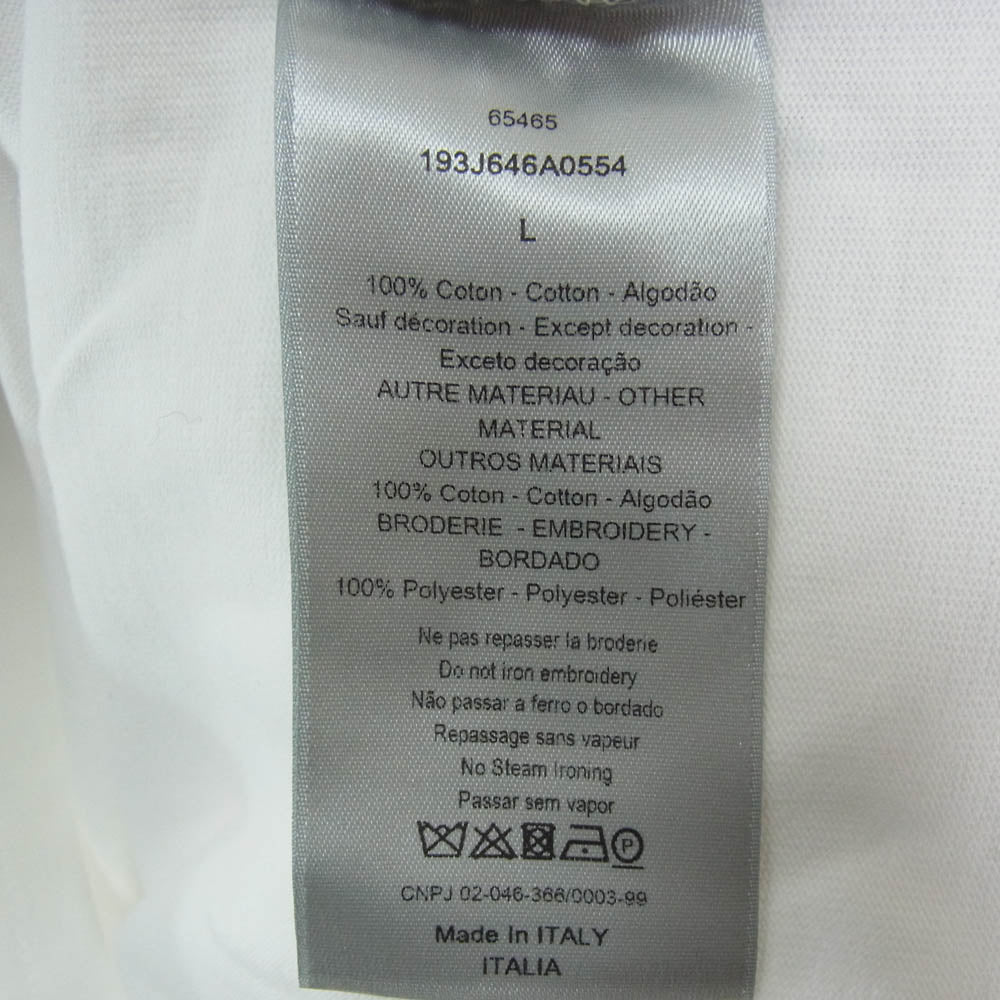 65465
193J646A0554
L
100% Coton - Cotton - Algodão
Sauf décoration - Except decoration -
Exceto decoração
AUTRE MATERIAU - OTHER
MATERIAL
OUTROS MATERIAIS
100% Coton - Cotton - Algodão
BRODERIE - EMBROIDERY -
BORDADO
100% Polyester - Polyester - Poliéster
Ne pas repasser la broderie
Do not iron embroidery
Não passar a ferro o bordado
Repassage sans vapeur
No Steam Ironing
Passar sem vapor
P
CNPJ 02-046-366/0003-99
Made In ITALY
ITALIA